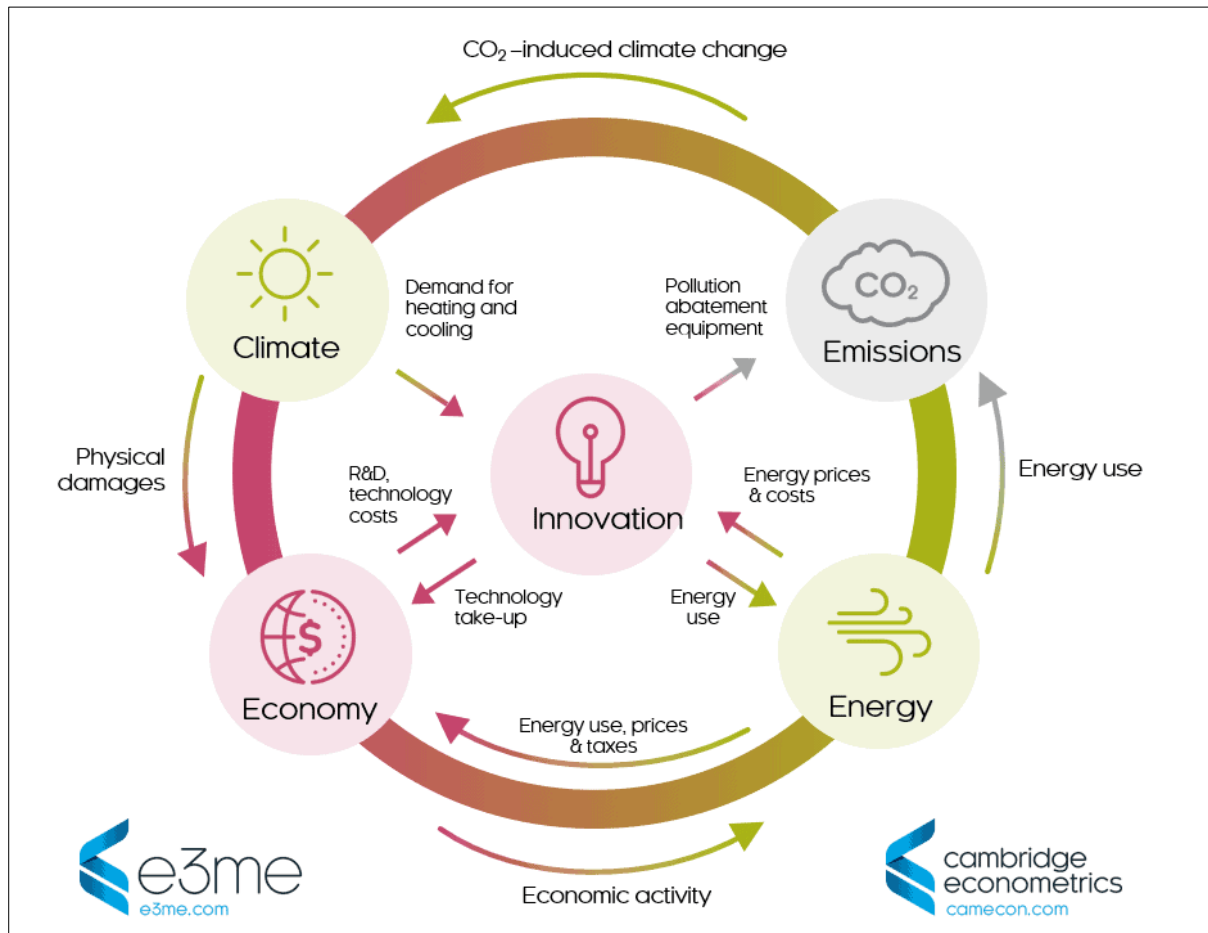 CO₂-induced climate change
Demand for
heating and
cooling
Pollution
abatement
equipment
CO₂
Climate
Emissions
Physical
damages
R&D,
technology
costs
Innovation
Energy prices
& costs
Energy use
Technology
take-up
Energy
use
Economy
$
Energy
Energy use, prices
& taxes
Economic activity
e3me
e3me.com
cambridge
econometrics
camecon.com